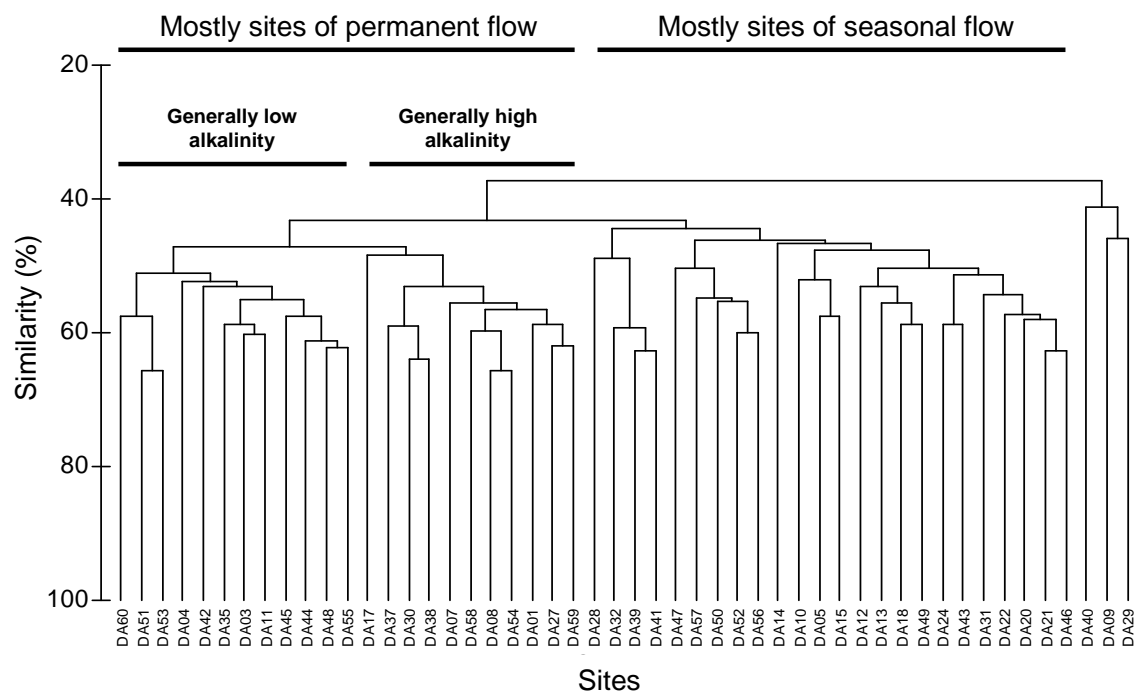 Mostly sites of permanent flow
Mostly sites of seasonal flow
Generally low
alkalinity
Generally high
alkalinity
20
40
60
80
100
Similarity (%)
DA60
DA51
DA53
DA04
DA42
DA35
DA03
DA11
DA45
DA44
DA48
DA55
DA17
DA37
DA30
DA38
DA07
DA58
DA08
DA54
DA01
DA27
DA59
DA28
DA32
DA39
DA41
DA47
DA57
DA50
DA52
DA56
DA14
DA10
DA05
DA15
DA12
DA13
DA18
DA49
DA24
DA43
DA31
DA22
DA20
DA21
DA46
DA40
DA09
DA29
Sites